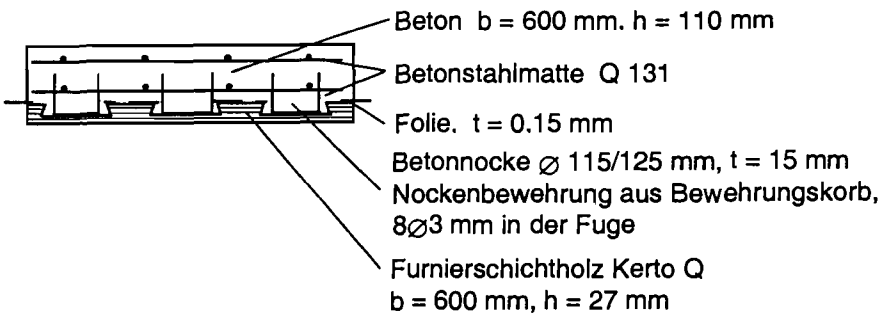 Beton b = 600 mm. h = 110 mm
Betonstahlmatte Q 131
Folie. t = 0.15 mm
Betonnocke ∅ 115/125 mm, t = 15 mm
Nockenbewehrung aus Bewehrungskorb,
8∅3 mm in der Fuge
Furnierschichtholz Kerto Q
b = 600 mm, h = 27 mm